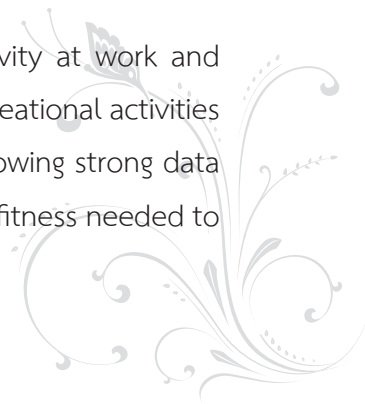 vity at work and
eational activities
owing strong data
fitness needed to